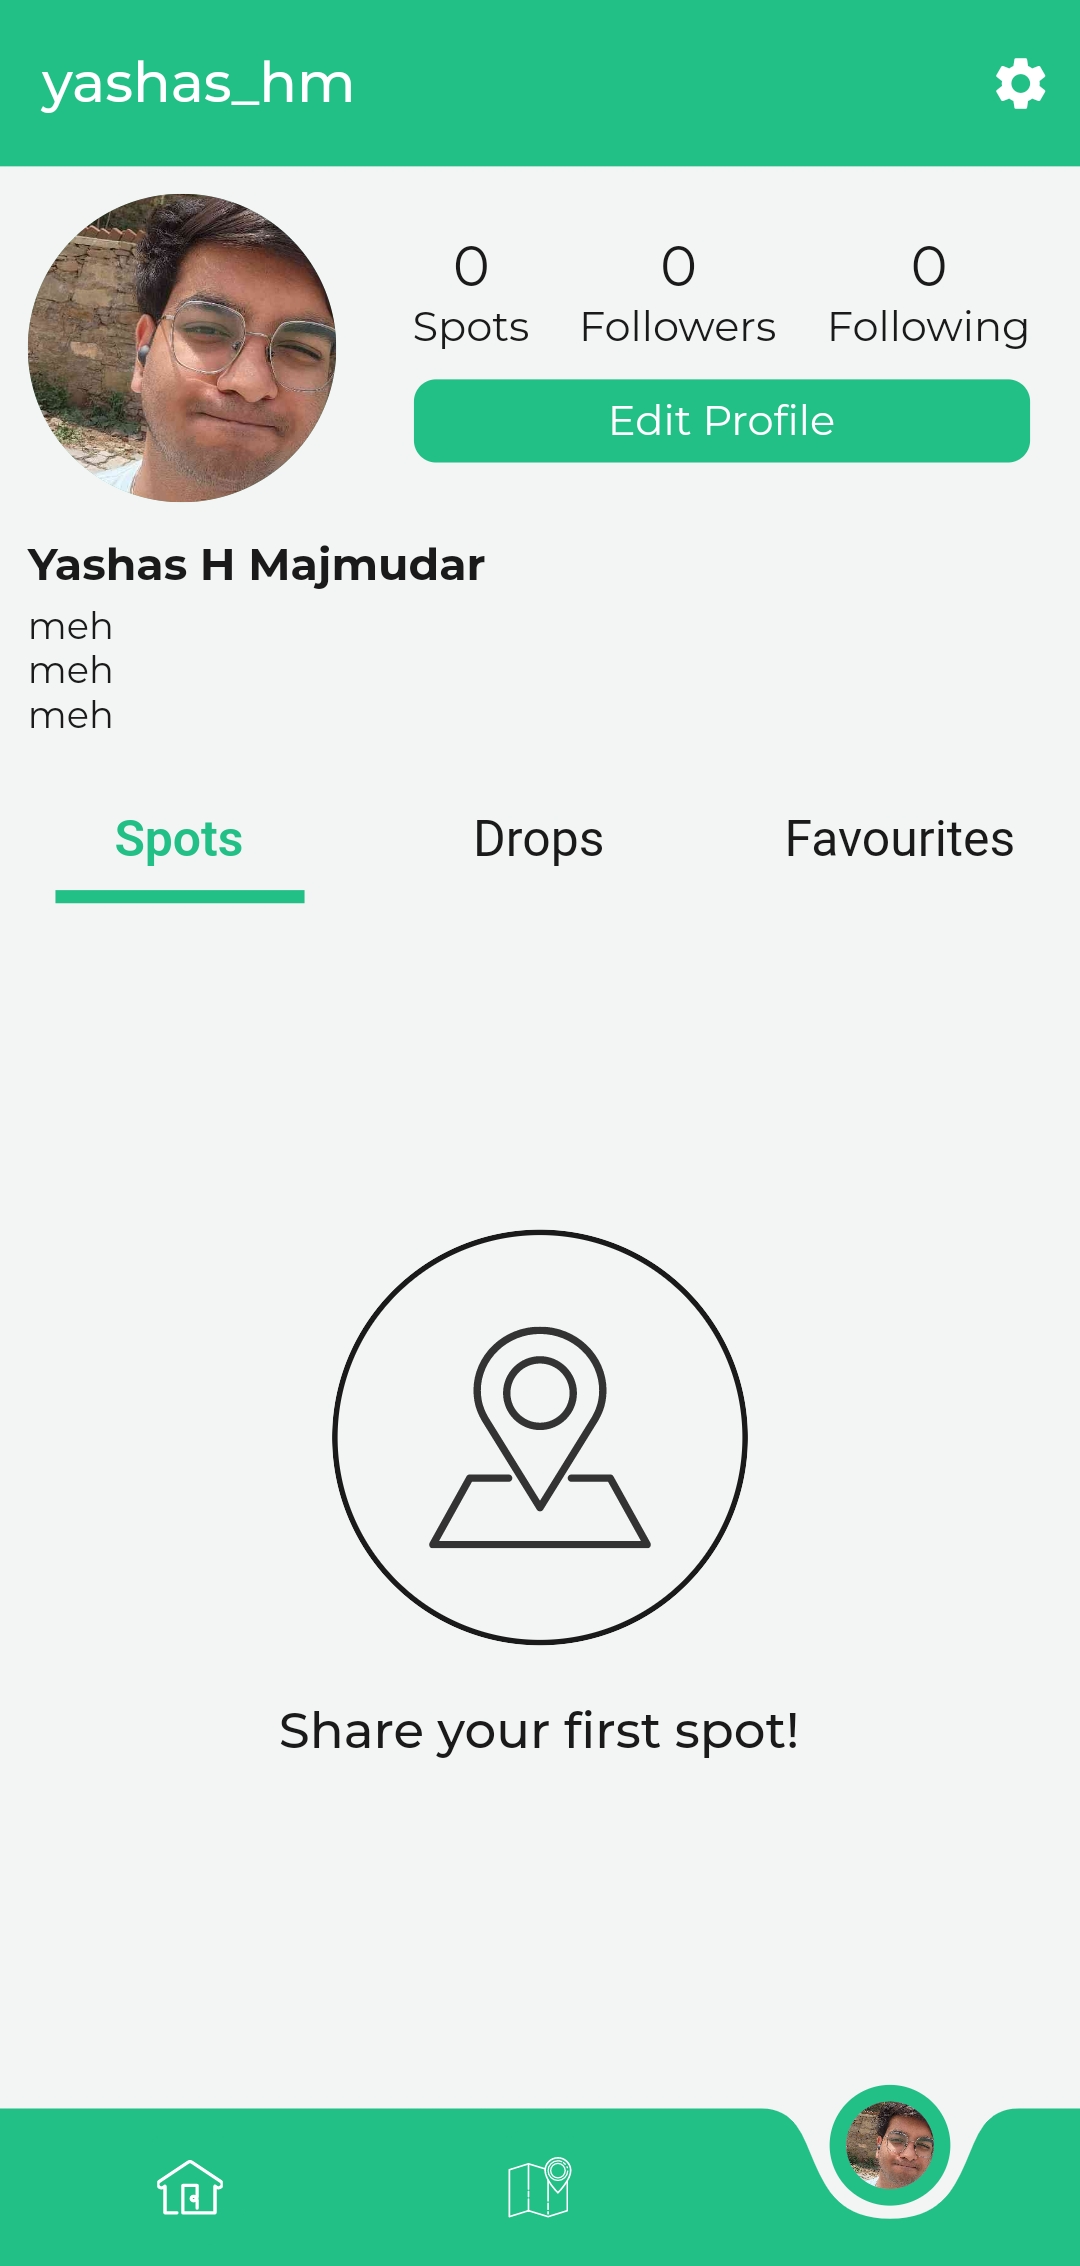 yashas_hm
0 0 0
Spots Followers Following
Edit Profile
Yashas H Majmudar
meh
meh
meh
Spots Drops Favourites
Share your first spot!